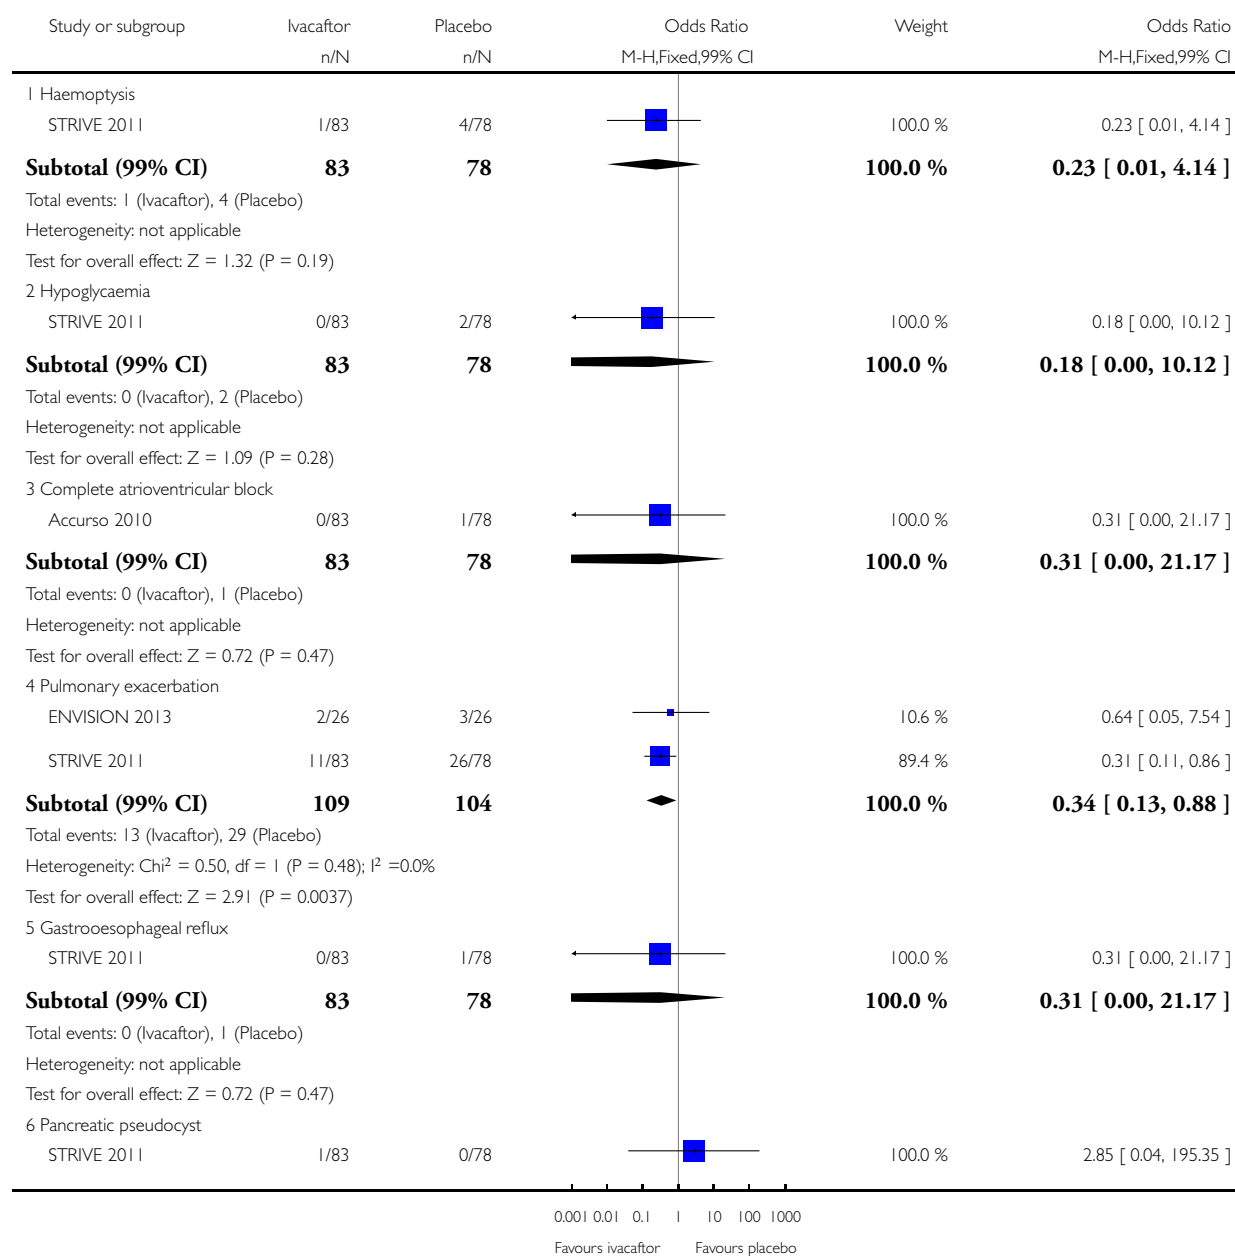 Study or subgroup Ivacaftor Placebo Odds Ratio Weight Odds Ratio
n/N n/N M-H,Fixed,99% CI M-H,Fixed,99% CI
1 Haemoptysis
STRIVE 2011 1/83 4/78 100.0 % 0.23 [ 0.01, 4.14 ]
Subtotal (99% CI) 83 78 100.0 % 0.23 [ 0.01, 4.14 ]
Total events: 1 (Ivacaftor), 4 (Placebo)
Heterogeneity: not applicable
Test for overall effect: Z = 1.32 (P = 0.19)
2 Hypoglycaemia
STRIVE 2011 0/83 2/78 100.0 % 0.18 [ 0.00, 10.12 ]
Subtotal (99% CI) 83 78 100.0 % 0.18 [ 0.00, 10.12 ]
Total events: 0 (Ivacaftor), 2 (Placebo)
Heterogeneity: not applicable
Test for overall effect: Z = 1.09 (P = 0.28)
3 Complete atrioventricular block
Accurso 2010 0/83 1/78 100.0 % 0.31 [ 0.00, 21.17 ]
Subtotal (99% CI) 83 78 100.0 % 0.31 [ 0.00, 21.17 ]
Total events: 0 (Ivacaftor), 1 (Placebo)
Heterogeneity: not applicable
Test for overall effect: Z = 0.72 (P = 0.47)
4 Pulmonary exacerbation
ENVISION 2013 2/26 3/26 10.6 % 0.64 [ 0.05, 7.54 ]
STRIVE 2011 11/83 26/78 89.4 % 0.31 [ 0.11, 0.86 ]
Subtotal (99% CI) 109 104 100.0 % 0.34 [ 0.13, 0.88 ]
Total events: 13 (Ivacaftor), 29 (Placebo)
Heterogeneity: Chi² = 0.50, df = 1 (P = 0.48); I² =0.0%
Test for overall effect: Z = 2.91 (P = 0.0037)
5 Gastrooesophageal reflux
STRIVE 2011 0/83 1/78 100.0 % 0.31 [ 0.00, 21.17 ]
Subtotal (99% CI) 83 78 100.0 % 0.31 [ 0.00, 21.17 ]
Total events: 0 (Ivacaftor), 1 (Placebo)
Heterogeneity: not applicable
Test for overall effect: Z = 0.72 (P = 0.47)
6 Pancreatic pseudocyst
STRIVE 2011 1/83 0/78 100.0 % 2.85 [ 0.04, 195.35 ]
0.001 0.01 0.1 1 10 100 1000
Favours ivacaftor Favours placebo